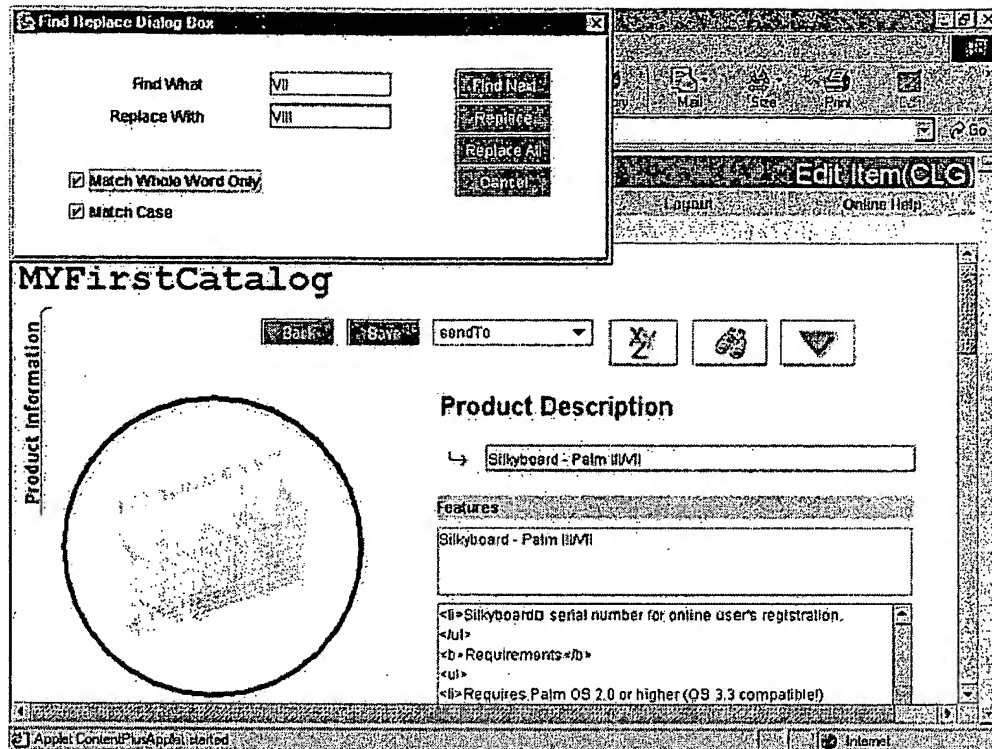 Find Replace Dialog Box
Find What VII
Replace With VIII
Find Next
Replace
Replace All
Cancel
Match Whole Word Only
Match Case
Mail Size Print Edit
Go
Edit Item(CLG)
Logout Online Help
MYFirstCatalog
Product Information
Back Save sendTo
XYZ
Product Description
Silkyboard - Palm III/VII
Features
Silkyboard - Palm III/VII
<li>Silkyboard serial number for online user's registration.
</ul>
<b>Requirements</b>
<ul>
<li>Requires Palm OS 2.0 or higher (OS 3.3 compatible!)
Applet ContentPlusApplet started
Internet